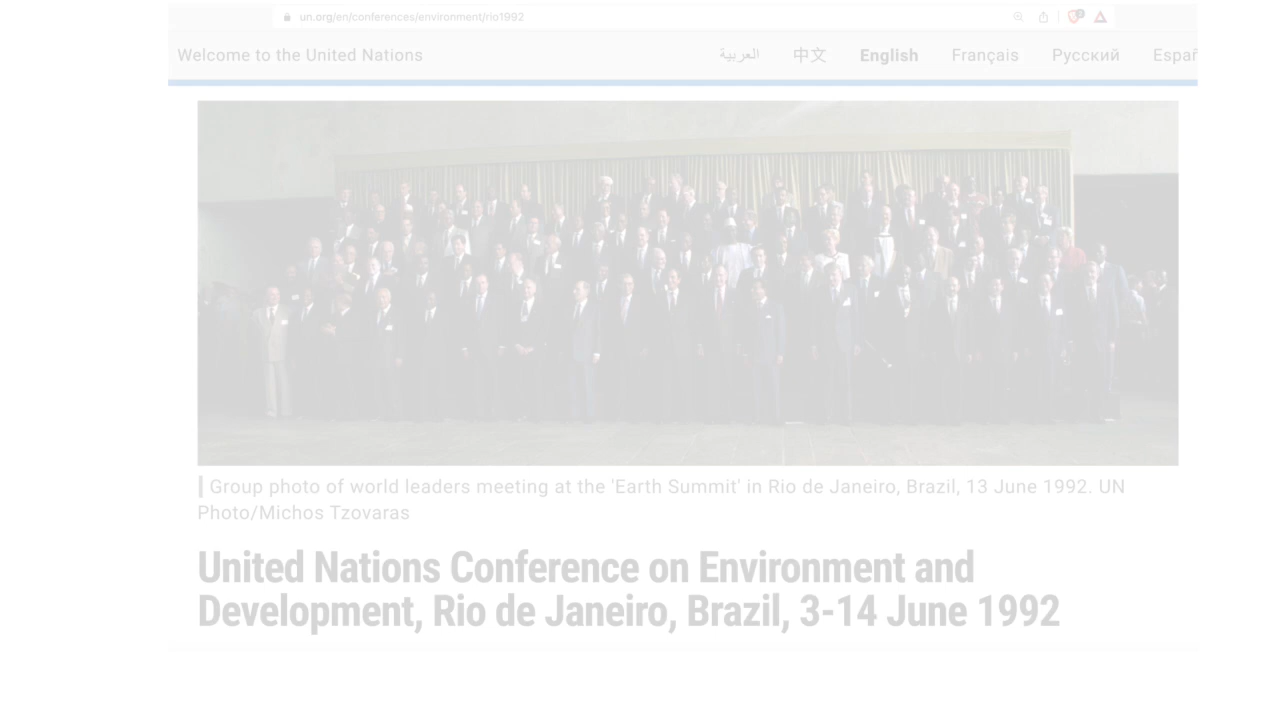 un.org/en/conferences/environment/rio1992
Welcome to the United Nations
العربية
中文
English
Français
Русский
Españ
Group photo of world leaders meeting at the 'Earth Summit' in Rio de Janeiro, Brazil, 13 June 1992. UN
Photo/Michos Tzovaras
United Nations Conference on Environment and
Development, Rio de Janeiro, Brazil, 3-14 June 1992